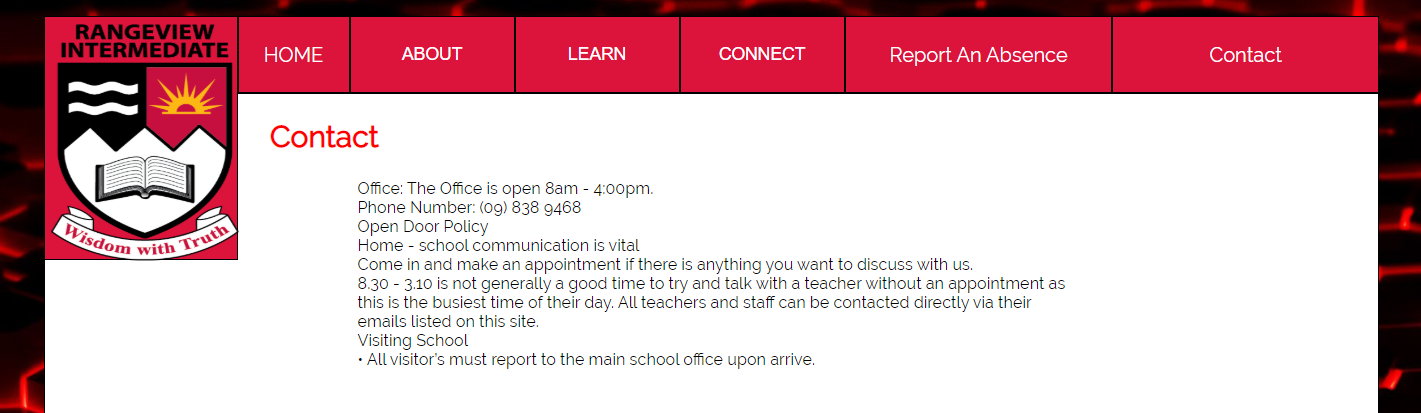 RANGEVIEW
INTERMEDIATE
Wisdom with Truth
HOME
ABOUT
LEARN
CONNECT
Report An Absence
Contact
Contact
Office: The Office is open 8am - 4:00pm.
Phone Number: (09) 838 9468
Open Door Policy
Home - school communication is vital
Come in and make an appointment if there is anything you want to discuss with us.
8.30 - 3.10 is not generally a good time to try and talk with a teacher without an appointment as
this is the busiest time of their day. All teachers and staff can be contacted directly via their
emails listed on this site.
Visiting School
• All visitor's must report to the main school office upon arrive.